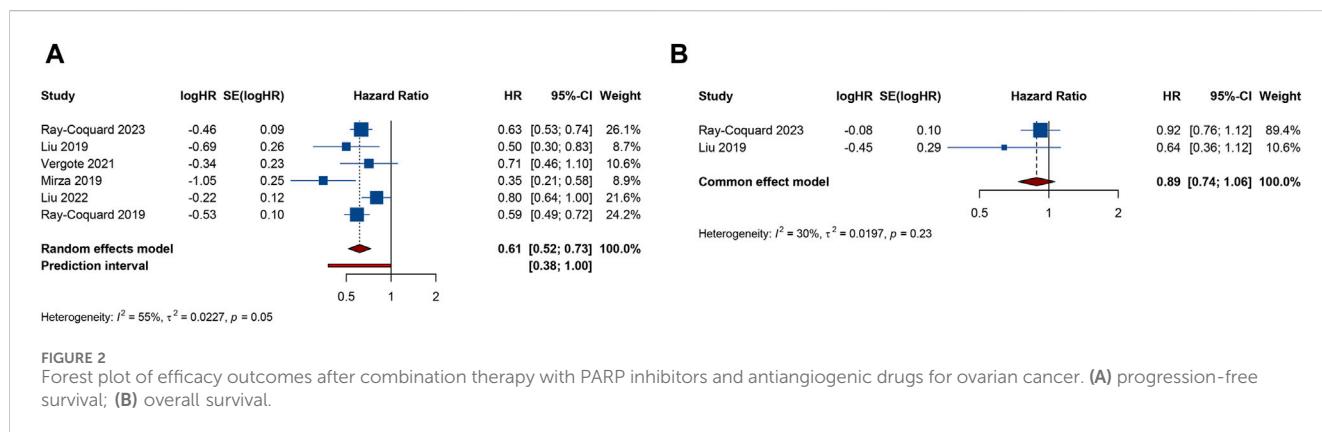 A
Study logHR SE(logHR) Hazard Ratio HR 95%-CI Weight
Ray-Coquard 2023 -0.46 0.09 0.63 [0.53; 0.74] 26.1%
Liu 2019 -0.69 0.26 0.50 [0.30; 0.83] 8.7%
Vergote 2021 -0.34 0.23 0.71 [0.46; 1.10] 10.6%
Mirza 2019 -1.05 0.25 0.35 [0.21; 0.58] 8.9%
Liu 2022 -0.22 0.12 0.80 [0.64; 1.00] 21.6%
Ray-Coquard 2019 -0.53 0.10 0.59 [0.49; 0.72] 24.2%
Random effects model 0.61 [0.52; 0.73] 100.0%
Prediction interval [0.38; 1.00]
0.5 1 2
Heterogeneity: I² = 55%, τ² = 0.0227, p = 0.05
B
Study logHR SE(logHR) Hazard Ratio HR 95%-CI Weight
Ray-Coquard 2023 -0.08 0.10 0.92 [0.76; 1.12] 89.4%
Liu 2019 -0.45 0.29 0.64 [0.36; 1.12] 10.6%
Common effect model 0.89 [0.74; 1.06] 100.0%
0.5 1 2
Heterogeneity: I² = 30%, τ² = 0.0197, p = 0.23
FIGURE 2
Forest plot of efficacy outcomes after combination therapy with PARP inhibitors and antiangiogenic drugs for ovarian cancer. (A) progression-free
survival; (B) overall survival.